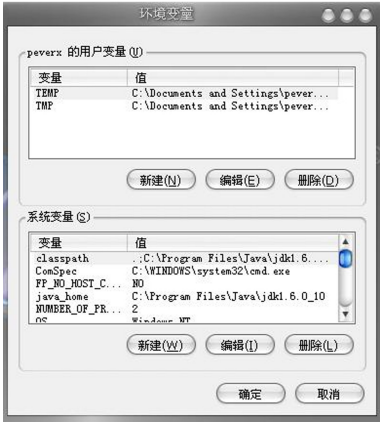 环境变量
peverx 的用户变量(U)
变量 值
TEMP C:\Documents and Settings\pever...
TMP C:\Documents and Settings\pever...
新建(N) 编辑(E) 删除(D)
系统变量(S)
变量 值
classpath .;C:\Program Files\Java\jdk1.6....
ComSpec C:\WINDOWS\system32\cmd.exe
FP_NO_HOST_C... NO
java_home C:\Program Files\Java\jdk1.6.0_10
NUMBER_OF_PR... 2
OS Windows_NT
新建(W) 编辑(I) 删除(L)
确定 取消